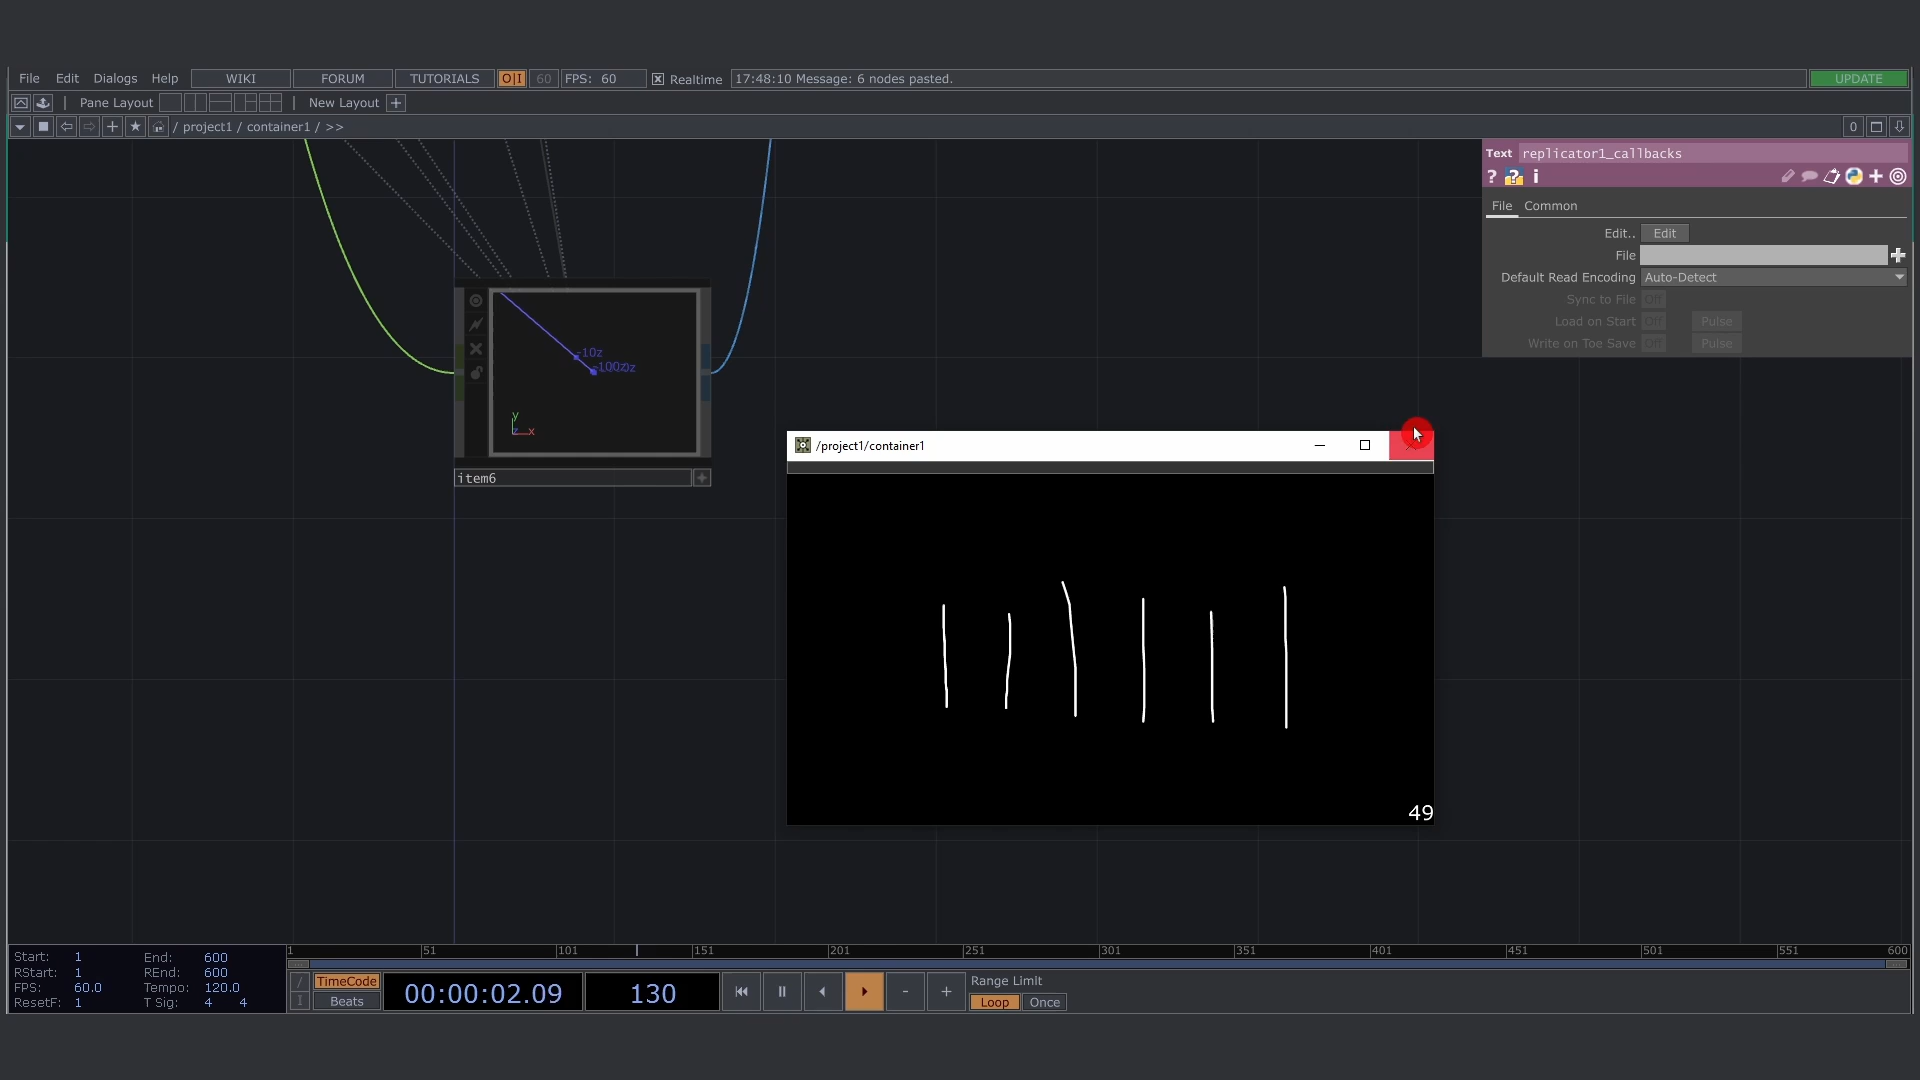 File Edit Dialogs Help WIKI FORUM TUTORIALS O|I 60 FPS: 60 Realtime 17:48:10 Message: 6 nodes pasted. UPDATE
Pane Layout New Layout
/ project1 / container1 / >> 0
Text replicator1_callbacks
File Common
Edit.. Edit
File
Default Read Encoding Auto-Detect
Sync to File Off
Load on Start Off Pulse
Write on Toe Save Off Pulse
-10z
y
z x
item6
/project1/container1
49
1 51 101 151 201 251 301 351 401 451 501 551 600
Start: 1 End: 600
RStart: 1 REnd: 600
FPS: 60.0 Tempo: 120.0
ResetF: 1 T Sig: 4 4
/ TimeCode
I Beats
00:00:02.09 130 - +
Range Limit
Loop Once